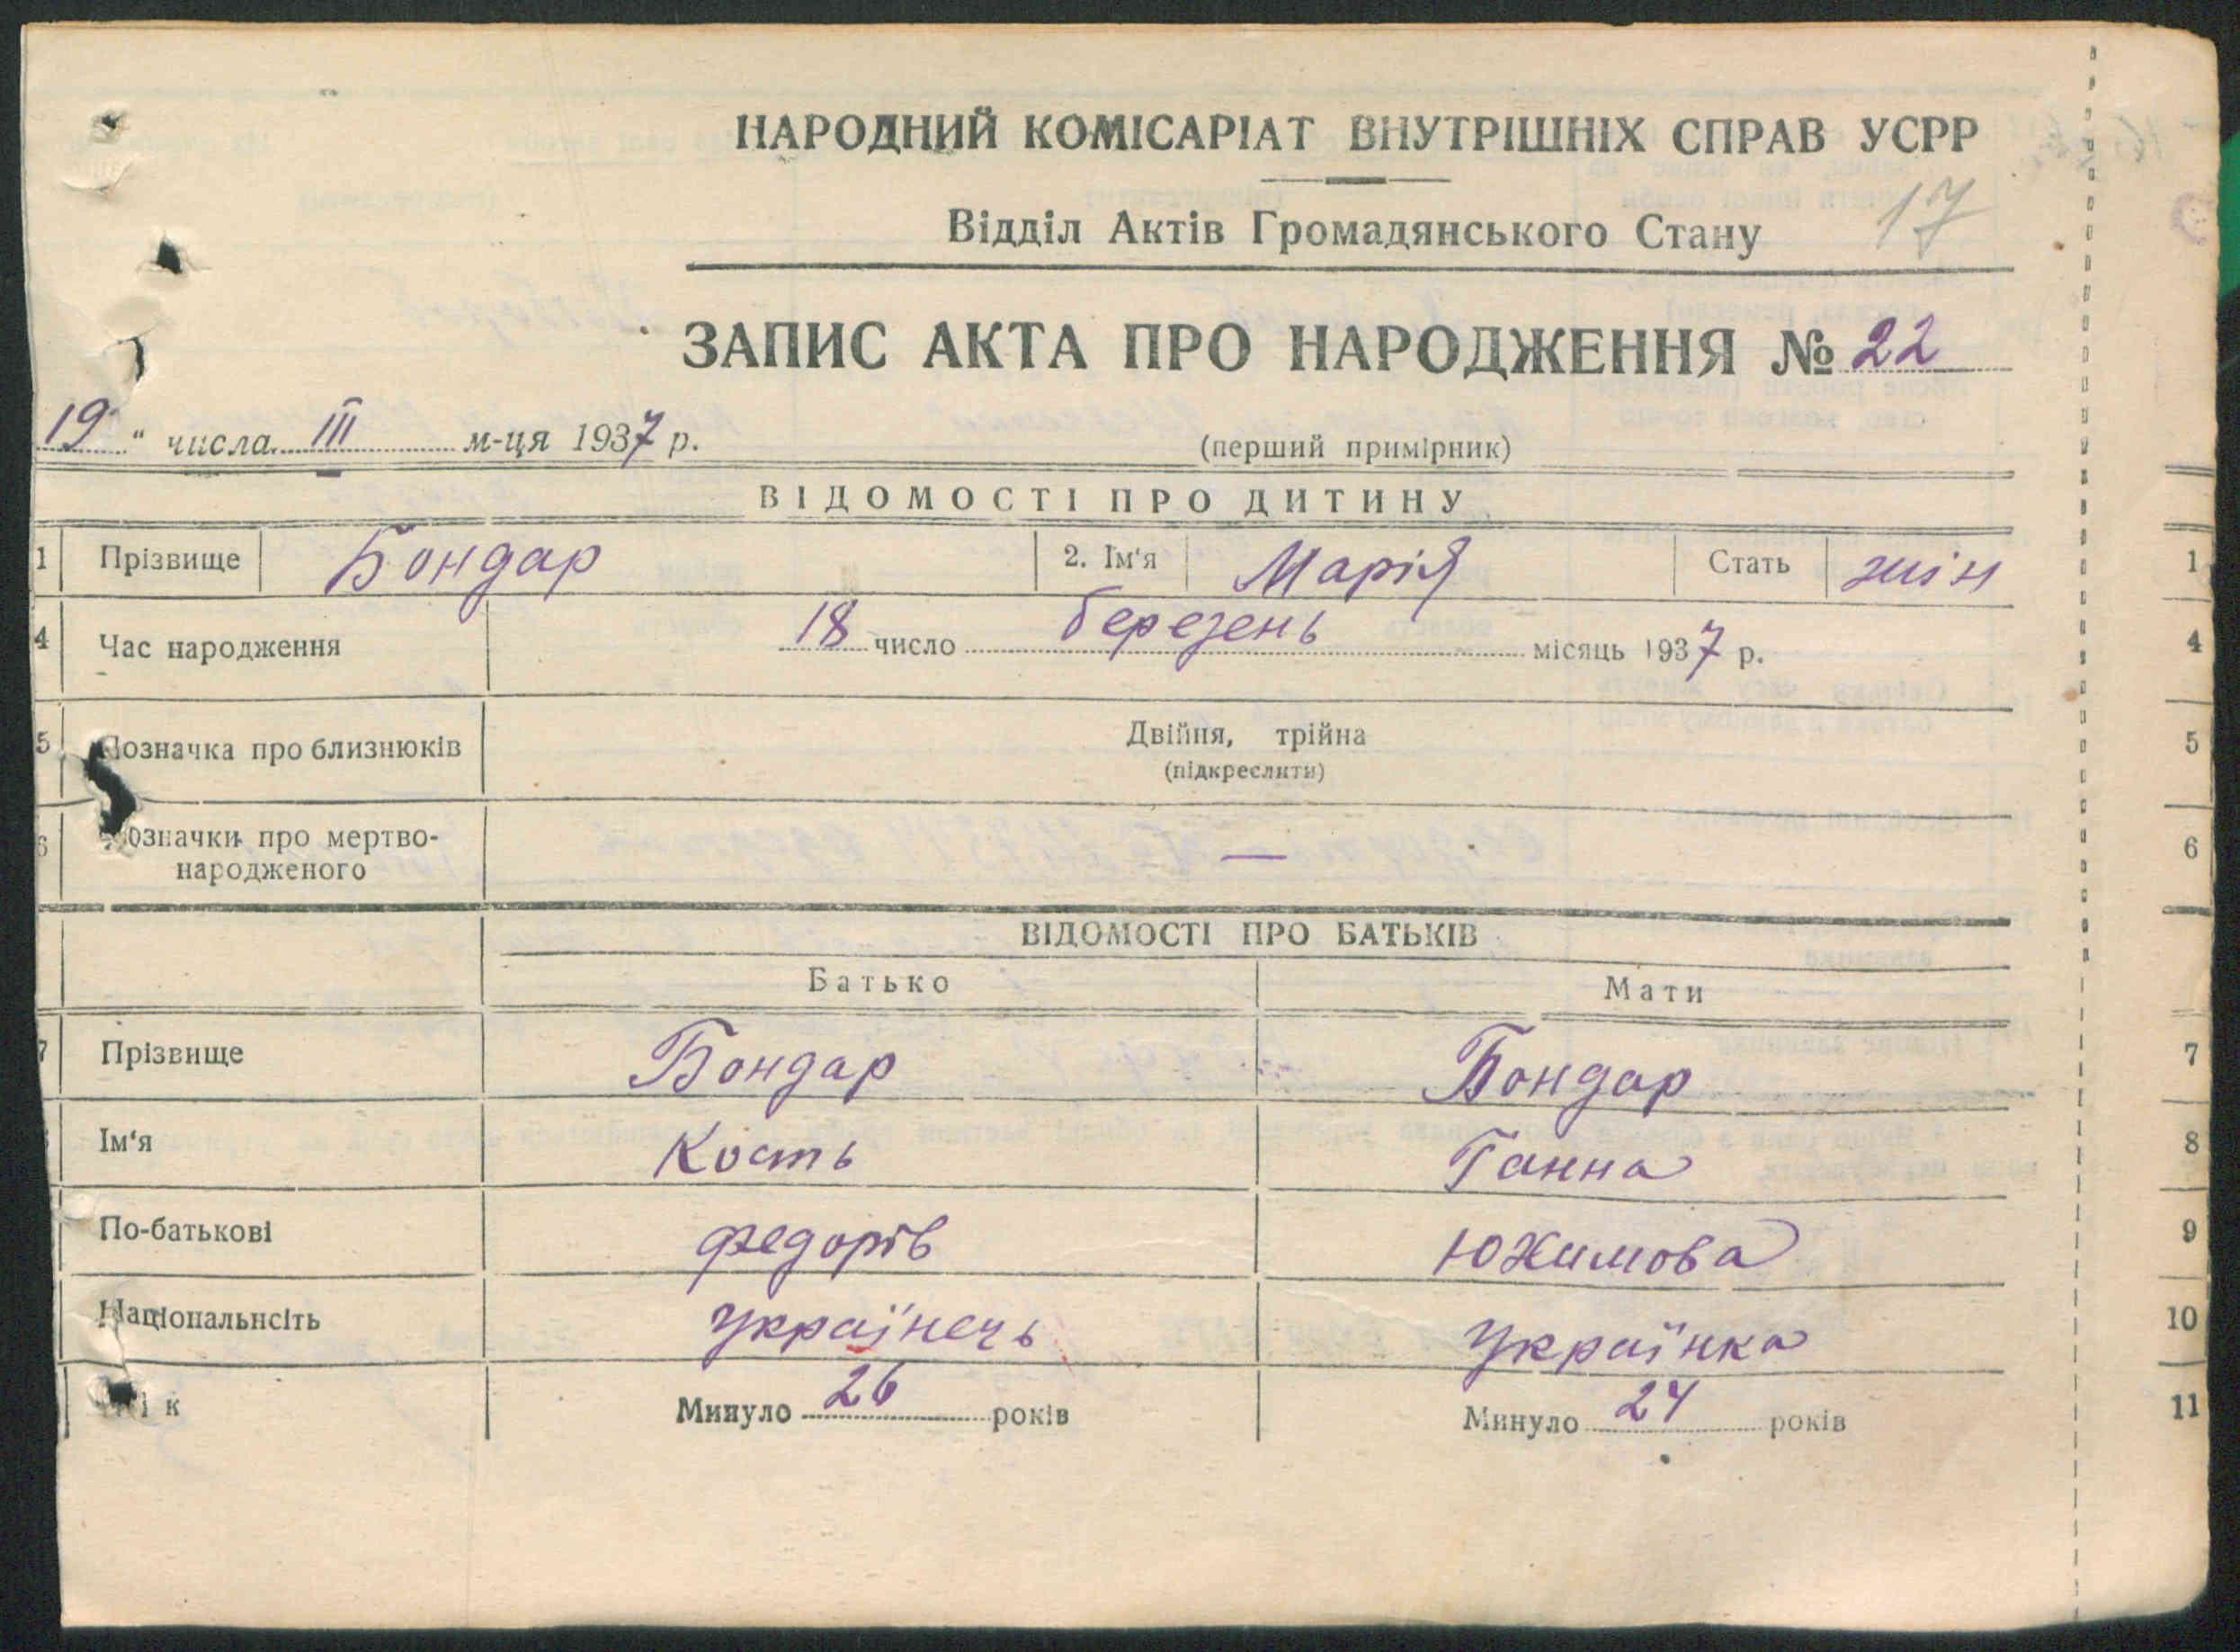 НАРОДНИЙ КОМІСАРІАТ ВНУТРІШНІХ СПРАВ УСРР
17
Відділ Актів Громадянського Стану
ЗАПИС АКТА ПРО НАРОДЖЕННЯ № 22
19 " числа III м-ця 1937 р.
(перший примірник)
ВІДОМОСТІ ПРО ДИТИНУ
1 Прізвище Бондар 2. Ім'я Марія Стать жін 1
4 Час народження 18 число березень місяць 1937 р. 4
5 Позначка про близнюків Двійня, трійна 5
(підкреслити)
6 Позначки про мертво- — 6
народженого
ВІДОМОСТІ ПРО БАТЬКІВ
Батько Мати
7 Прізвище Бондар Бондар 7
Ім'я Кость Ганна 8
По-батькові Федорів Юхимова 9
Національнсіть Українець Українка 10
Вік Минуло 26 років Минуло 24 років 11